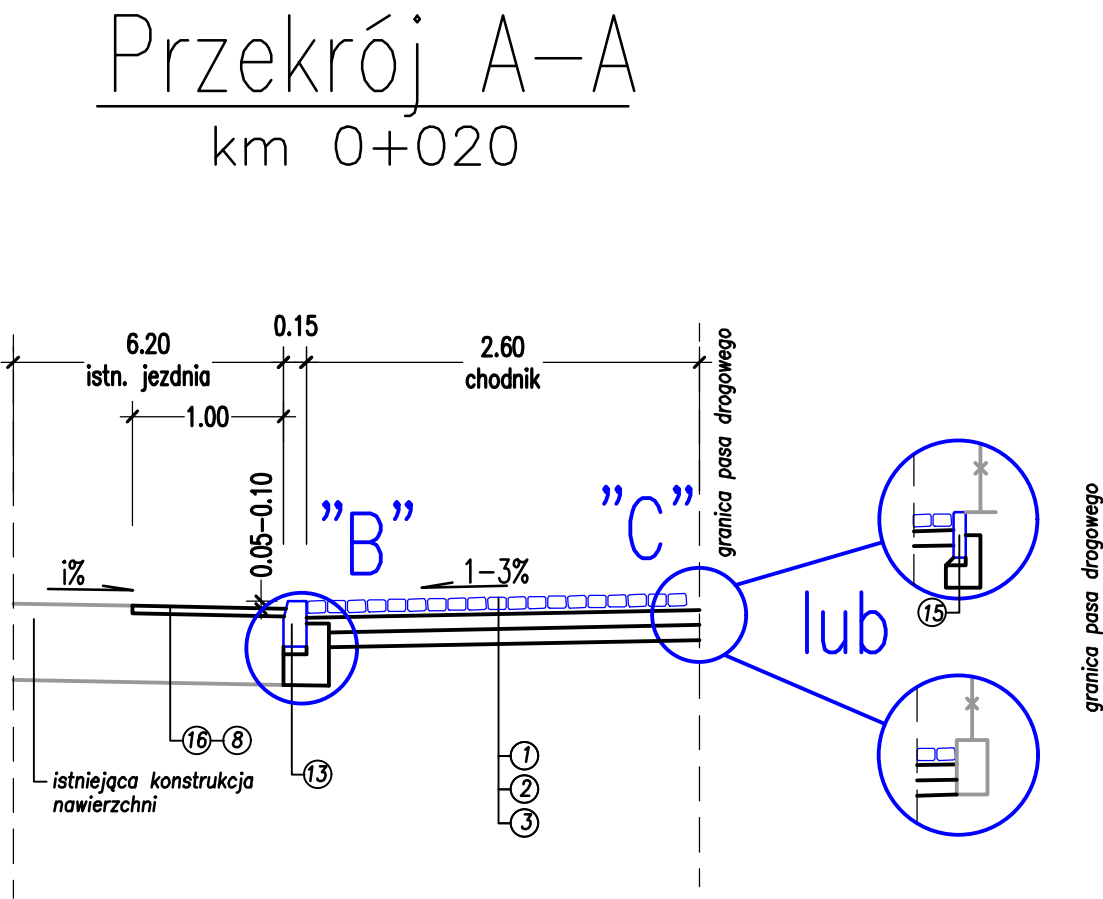 Przekrój A-A
km 0+020
6.20
istn. jezdnia
0.15
2.60
chodnik
1.00
granica pasa drogowego
0.05-0.10
"B"
"C"
i%
1-3%
lub
15
granica pasa drogowego
16 8
13
1
2
3
istniejąca konstrukcja
nawierzchni